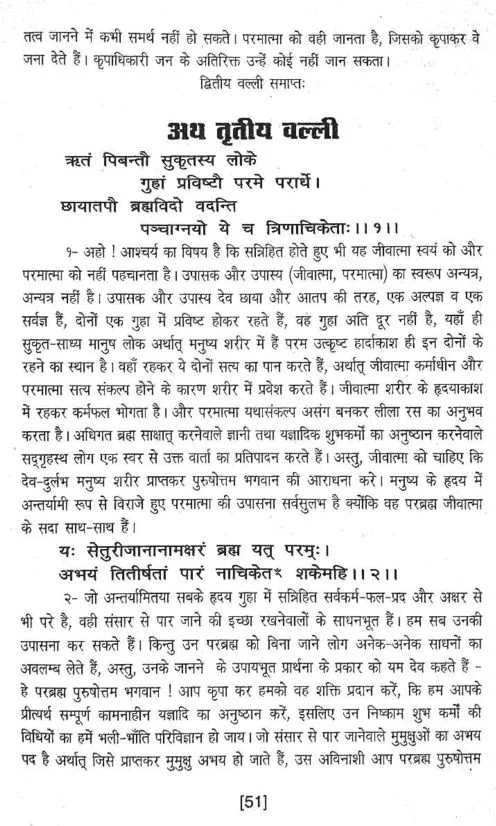 तत्व जानने में कभी समर्थ नहीं हो सकते। परमात्मा को वही जानता है, जिसको कृपाकर वे
जना देते हैं। कृपाधिकारी जन के अतिरिक्त उन्हें कोई नहीं जान सकता।
द्वितीय वल्ली समाप्तः
अथ तृतीय वल्ली
ऋतं पिबन्तौ सुकृतस्य लोके
गुहां प्रविष्टौ परमे परार्धे।
छायातपौ ब्रह्मविदो वदन्ति
पञ्चाग्नयो ये च त्रिणाचिकेताः।।१।।
१- अहो ! आश्चर्य का विषय है कि सन्निहित होते हुए भी यह जीवात्मा स्वयं को और
परमात्मा को नहीं पहचानता है। उपासक और उपास्य (जीवात्मा, परमात्मा) का स्वरूप अन्यत्र,
अन्यत्र नहीं है। उपासक और उपास्य देव छाया और आतप की तरह, एक अल्पज्ञ व एक
सर्वज्ञ हैं, दोनों एक गुहा में प्रविष्ट होकर रहते हैं, वह गुहा अति दूर नहीं है, यहाँ ही
सुकृत-साध्य मानुष लोक अर्थात् मनुष्य शरीर में हैं परम उत्कृष्ट हार्दाकाश ही इन दोनों के
रहने का स्थान है। वहाँ रहकर ये दोनों सत्य का पान करते हैं, अर्थात् जीवात्मा कर्माधीन और
परमात्मा सत्य संकल्प होने के कारण शरीर में प्रवेश करते हैं। जीवात्मा शरीर के हृदयाकाश
में रहकर कर्मफल भोगता है। और परमात्मा यथासंकल्प असंग बनकर लीला रस का अनुभव
करता है। अधिगत ब्रह्म साक्षात् करनेवाले ज्ञानी तथा यज्ञादिक शुभकर्मों का अनुष्ठान करनेवाले
सद्‌गृहस्थ लोग एक स्वर से उक्त वार्ता का प्रतिपादन करते हैं। अस्तु, जीवात्मा को चाहिए कि
देव-दुर्लभ मनुष्य शरीर प्राप्तकर पुरुषोत्तम भगवान की आराधना करे। मनुष्य के हृदय में
अन्तर्यामी रूप से विराजे हुए परमात्मा की उपासना सर्वसुलभ है क्योंकि वह परब्रह्म जीवात्मा
के सदा साथ-साथ हैं।
यः सेतुरीजानानामक्षरं ब्रह्म यत् परम्ः।
अभयं तितीर्षतां पारं नाचिकेतꣳ शकेमहि।।२।।
२- जो अन्तर्यामितया सबके हृदय गुहा में सन्निहित सर्वकर्म-फल-प्रद और अक्षर से
भी परे है, वही संसार से पार जाने की इच्छा रखनेवालों के साधनभूत हैं। हम सब उनकी
उपासना कर सकते हैं। किन्तु उन परब्रह्म को बिना जाने लोग अनेक-अनेक साधनों का
अवलम्ब लेते हैं, अस्तु, उनके जानने के उपायभूत प्रार्थना के प्रकार को यम देव कहते हैं -
हे परब्रह्म पुरुषोत्तम भगवान ! आप कृपा कर हमको वह शक्ति प्रदान करें, कि हम आपके
प्रीत्यर्थ सम्पूर्ण कामनाहीन यज्ञादि का अनुष्ठान करें, इसलिए उन निष्काम शुभ कर्मों की
विधियों का हमें भली-भाँति परिविज्ञान हो जाय। जो संसार से पार जानेवाले मुमुक्षुओं का अभय
पद है अर्थात् जिसे प्राप्तकर मुमुक्षु अभय हो जाते हैं, उस अविनाशी आप परब्रह्म पुरुषोत्तम
[51]